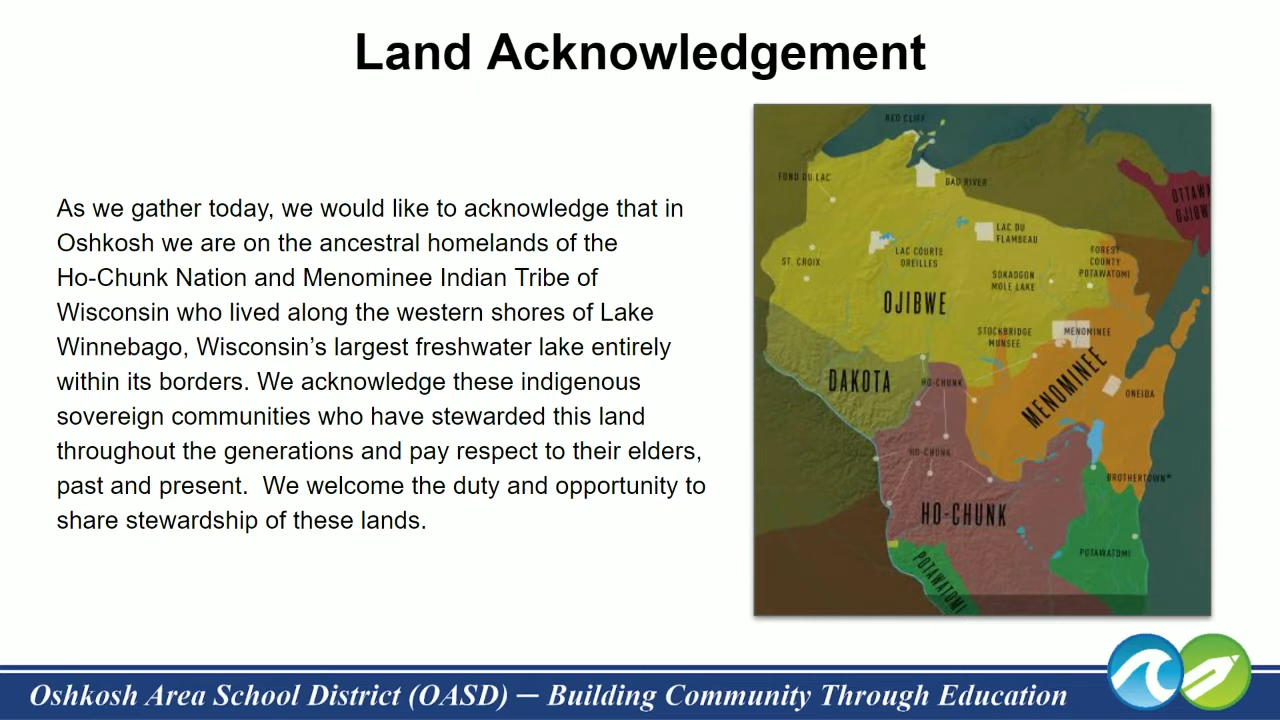 Land Acknowledgement
As we gather today, we would like to acknowledge that in
Oshkosh we are on the ancestral homelands of the
Ho-Chunk Nation and Menominee Indian Tribe of
Wisconsin who lived along the western shores of Lake
Winnebago, Wisconsin’s largest freshwater lake entirely
within its borders. We acknowledge these indigenous
sovereign communities who have stewarded this land
throughout the generations and pay respect to their elders,
past and present.  We welcome the duty and opportunity to
share stewardship of these lands.
RED CLIFF
FOND DU LAC
BAD RIVER
OTTAWA
OJIBW
LAC DU
FLAMBEAU
ST. CROIX
LAC COURTE
OREILLES
FOREST
COUNTY
POTAWATOMI
SOKAOGON
MOLE LAKE
OJIBWE
STOCKBRIDGE
MUNSEE
MENOMINEE
DAKOTA
HO-CHUNK
MENOMINEE
ONEIDA
HO-CHUNK
BROTHERTOWN*
HO-CHUNK
POTAWATOMI
POTAWATOMI
Oshkosh Area School District (OASD) — Building Community Through Education